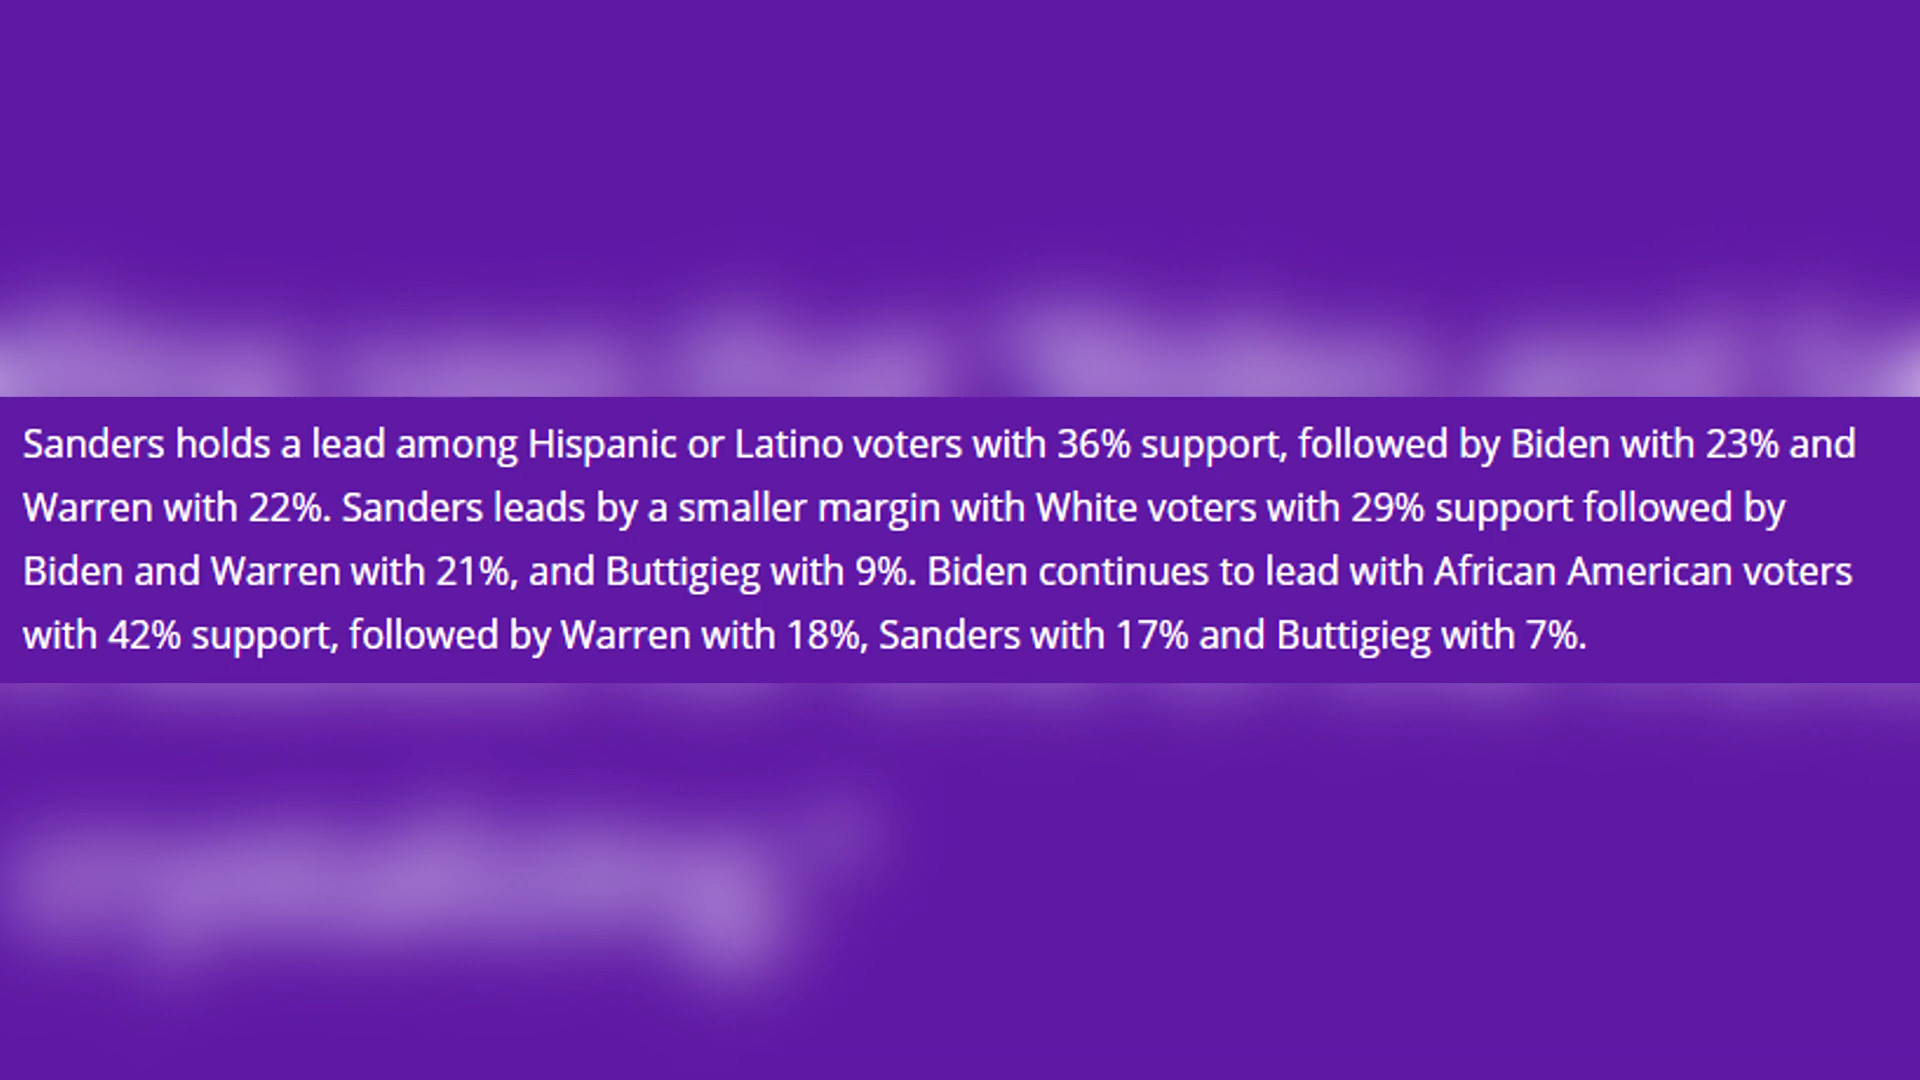 Sanders holds a lead among Hispanic or Latino voters with 36% support, followed by Biden with 23% and
Warren with 22%. Sanders leads by a smaller margin with White voters with 29% support followed by
Biden and Warren with 21%, and Buttigieg with 9%. Biden continues to lead with African American voters
with 42% support, followed by Warren with 18%, Sanders with 17% and Buttigieg with 7%.